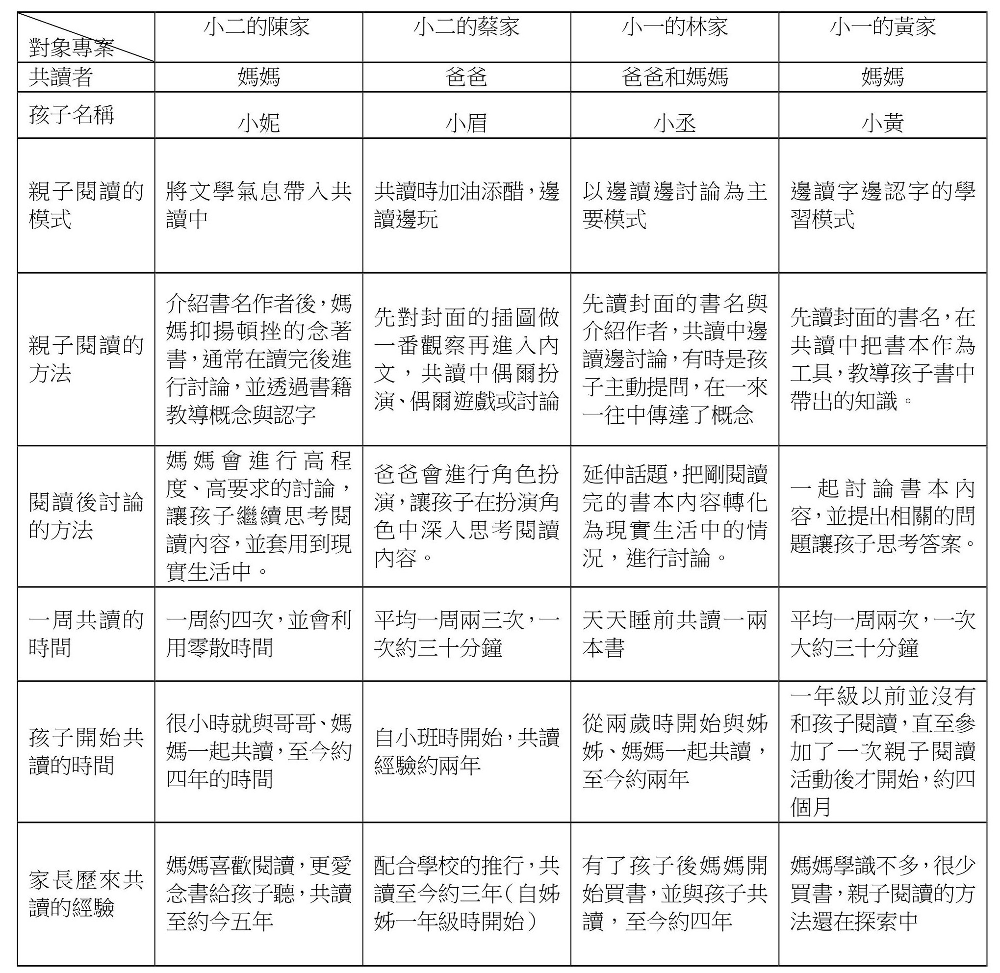 小二的陳家
小二的蔡家
小一的林家
小一的黃家
對象專案
共讀者
媽媽
爸爸
爸爸和媽媽
媽媽
孩子名稱
小妮
小眉
小丞
小黃
親子閱讀的
模式
將文學氣息帶入共
讀中
共讀時加油添醋，邊
讀邊玩
以邊讀邊討論為主
要模式
邊讀字邊認字的學
習模式
親子閱讀的
方法
介紹書名作者後，媽
媽抑揚頓挫的念著
書，通常在讀完後進
行討論，並透過書籍
教導概念與認字
先對封面的插圖做
一番觀察再進入內
文，共讀中偶爾扮
演、偶爾遊戲或討論
先讀封面的書名與
介紹作者，共讀中邊
讀邊討論，有時是孩
子主動提問，在一來
一往中傳達了概念
先讀封面的書名，在
共讀中把書本作為
工具，教導孩子書中
帶出的知識。
閱讀後討論
的方法
媽媽會進行高程
度、高要求的討論，
讓孩子繼續思考閱
讀內容，並套用到現
實生活中。
爸爸會進行角色扮
演，讓孩子在扮演角
色中深入思考閱讀
內容。
延伸話題，把剛閱讀
完的書本內容轉化
為現實生活中的情
況，進行討論。
一起討論書本內
容，並提出相關的問
題讓孩子思考答案。
一周共讀的
時間
一周約四次，並會利
用零散時間
平均一周兩三次，一
次約三十分鐘
天天睡前共讀一兩
本書
平均一周兩次，一次
大約三十分鐘
孩子開始共
讀的時間
很小時就與哥哥、媽
媽一起共讀，至今約
四年的時間
自小班時開始，共讀
經驗約兩年
從兩歲時開始與姊
姊、媽媽一起共讀，
至今約兩年
一年級以前並沒有
和孩子閱讀，直至參
加了一次親子閱讀
活動後才開始，約四
個月
家長歷來共
讀的經驗
媽媽喜歡閱讀，更愛
念書給孩子聽，共讀
至約今五年
配合學校的推行，共
讀至今約三年（自姊
姊一年級時開始）
有了孩子後媽媽開
始買書，並與孩子共
讀，至今約四年
媽媽學識不多，很少
買書，親子閱讀的方
法還在探索中